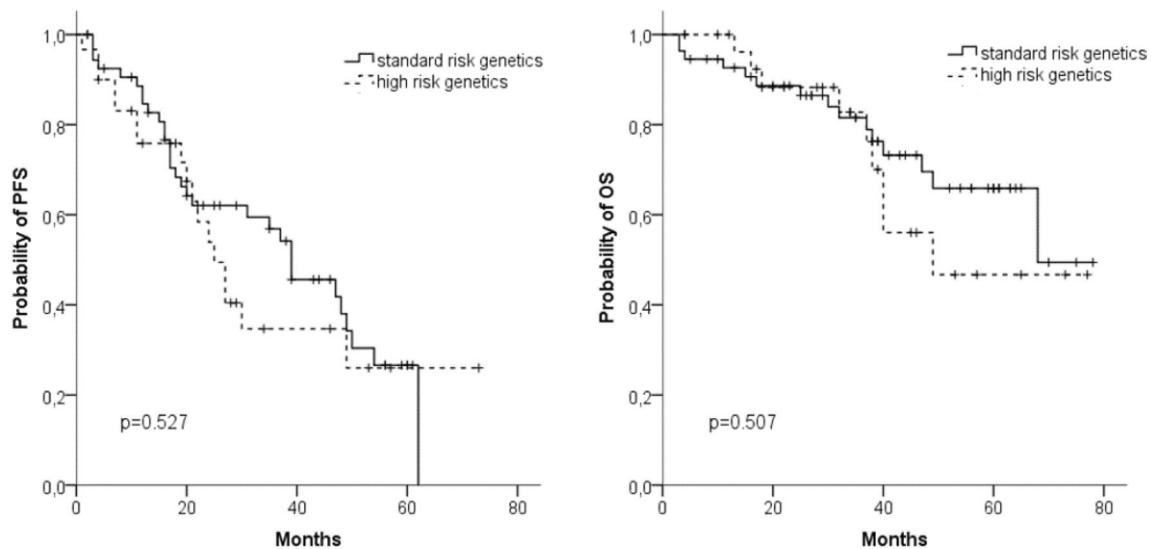 1,0
0,8
0,6
0,4
0,2
0,0
Probability of PFS
standard risk genetics
high risk genetics
p=0.527
0 20 40 60 80
Months
1,0
0,8
0,6
0,4
0,2
0,0
Probability of OS
standard risk genetics
high risk genetics
p=0.507
0 20 40 60 80
Months